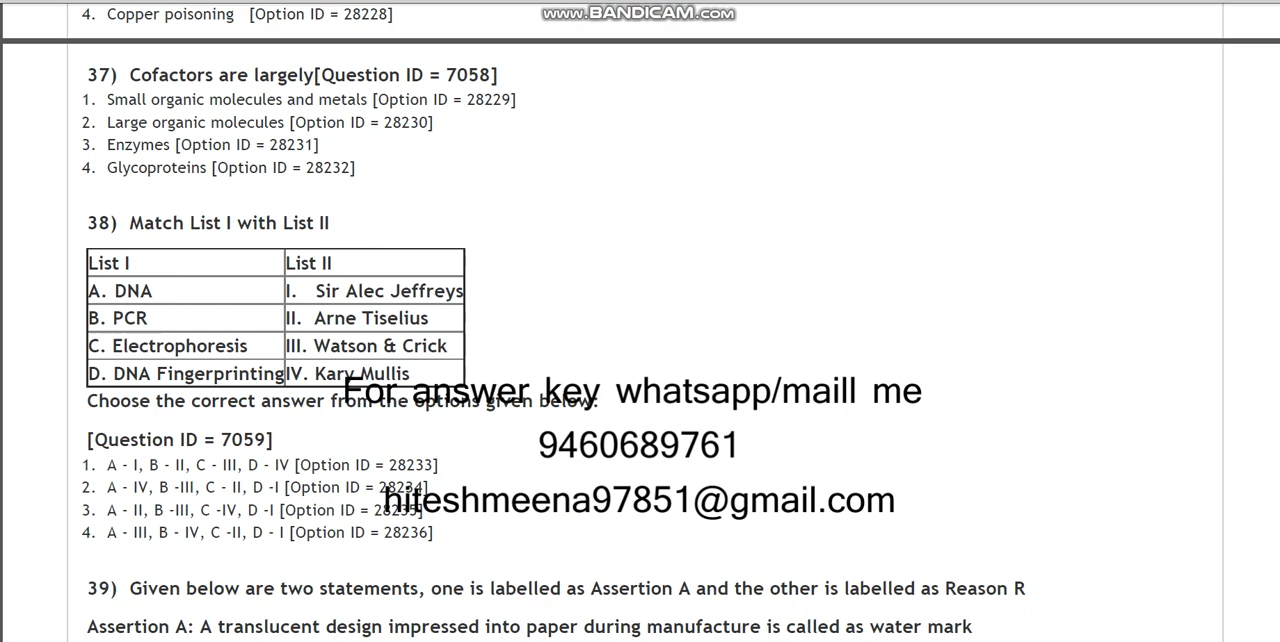 4. Copper poisoning [Option ID = 28228]
www.BANDICAM.com
37) Cofactors are largely[Question ID = 7058]
1. Small organic molecules and metals [Option ID = 28229]
2. Large organic molecules [Option ID = 28230]
3. Enzymes [Option ID = 28231]
4. Glycoproteins [Option ID = 28232]
38) Match List I with List II
List I List II
A. DNA I. Sir Alec Jeffreys
B. PCR II. Arne Tiselius
C. Electrophoresis III. Watson & Crick
D. DNA Fingerprinting IV. Kary Mullis
For answer key whatsapp/maill me
Choose the correct answer from the options given below:
9460689761
[Question ID = 7059]
1. A - I, B - II, C - III, D - IV [Option ID = 28233]
2. A - IV, B -III, C - II, D -I [Option ID = 28234]
hiteshmeena97851@gmail.com
3. A - II, B -III, C -IV, D -I [Option ID = 28235]
4. A - III, B - IV, C -II, D - I [Option ID = 28236]
39) Given below are two statements, one is labelled as Assertion A and the other is labelled as Reason R
Assertion A: A translucent design impressed into paper during manufacture is called as water mark